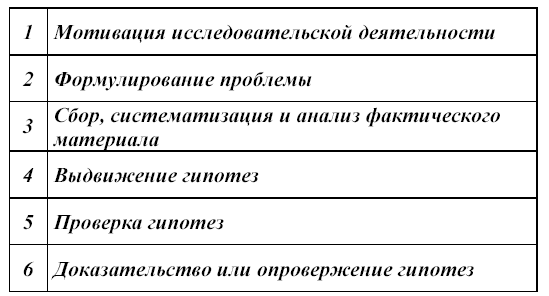 1 Мотивация исследовательской деятельности
2 Формулирование проблемы
3 Сбор, систематизация и анализ фактического
материала
4 Выдвижение гипотез
5 Проверка гипотез
6 Доказательство или опровержение гипотез